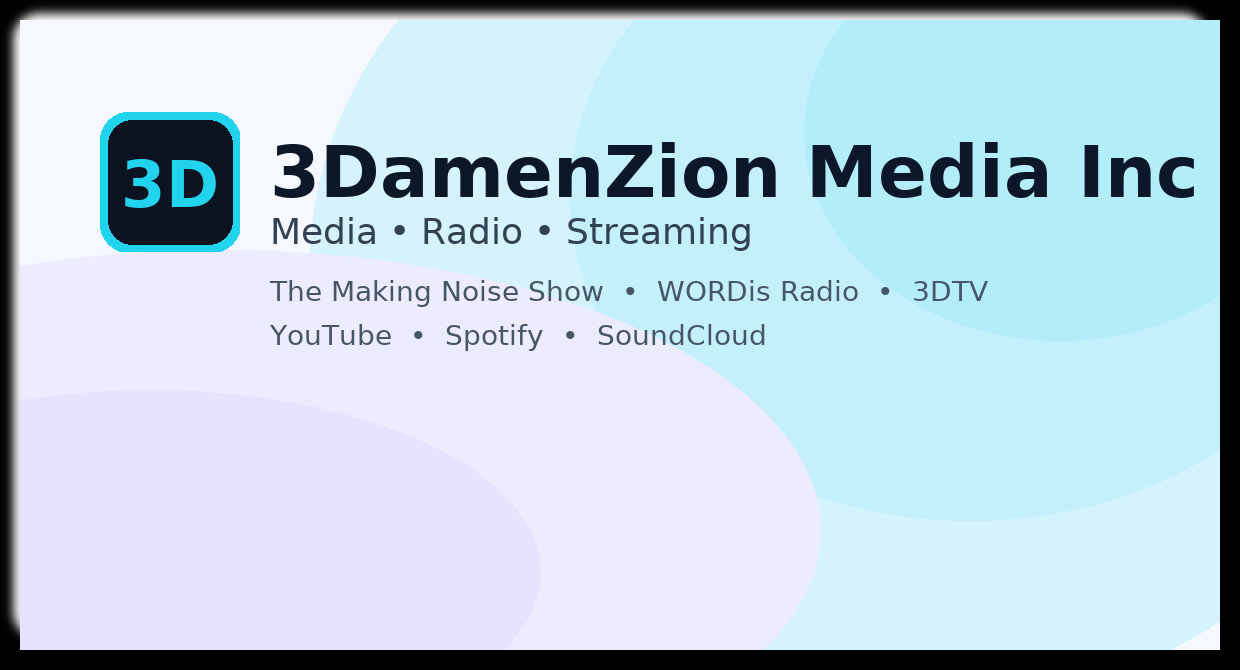 3D
3DamenZion Media Inc
Media • Radio • Streaming
The Making Noise Show • WORDis Radio • 3DTV
YouTube • Spotify • SoundCloud